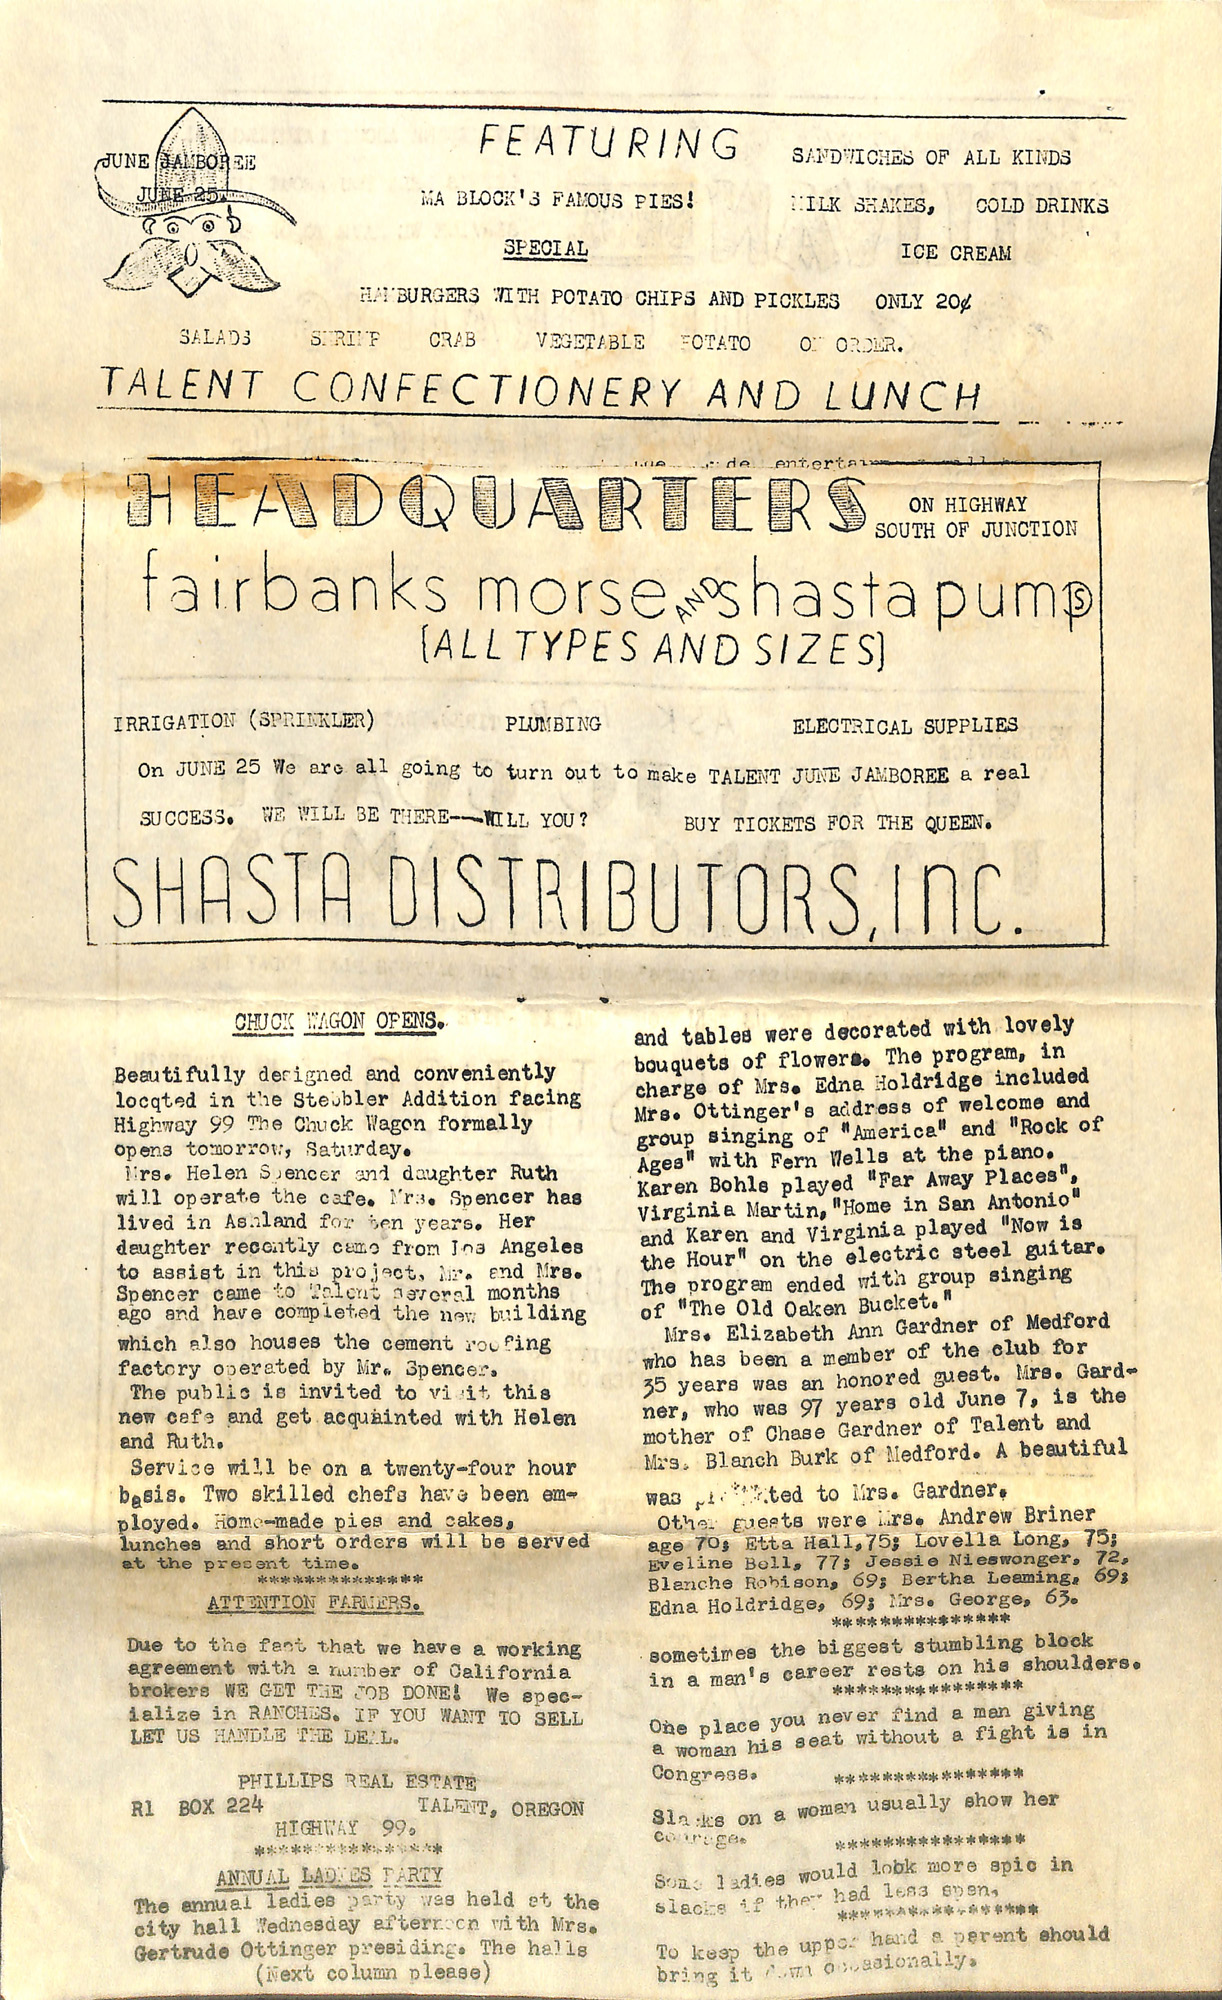 JUNE JAMBOREE
JUNE 25.
FEATURING
SANDWICHES OF ALL KINDS
MA BLOCK'S FAMOUS PIES!
MILK SHAKES, COLD DRINKS
SPECIAL
ICE CREAM
HAMBURGERS WITH POTATO CHIPS AND PICKLES ONLY 20¢
SALADS SHRIMP CRAB VEGETABLE POTATO ON ORDER.
TALENT CONFECTIONERY AND LUNCH
HEADQUARTERS
ON HIGHWAY
SOUTH OF JUNCTION
fairbanks morse AND shasta pumps
(ALL TYPES AND SIZES)
IRRIGATION (SPRINKLER) PLUMBING ELECTRICAL SUPPLIES
On JUNE 25 We are all going to turn out to make TALENT JUNE JAMBOREE a real
SUCCESS. WE WILL BE THERE--WILL YOU? BUY TICKETS FOR THE QUEEN.
SHASTA DISTRIBUTORS, INC.
CHUCK WAGON OPENS.
Beautifully designed and conveniently
locqted in the Stebbler Addition facing
Highway 99 The Chuck Wagon formally
opens tomorrow, Saturday.
Mrs. Helen Spencer and daughter Ruth
will operate the cafe. Mrs. Spencer has
lived in Ashland for ten years. Her
daughter recently came from Los Angeles
to assist in this project, Mr. and Mrs.
Spencer came to Talent several months
ago and have completed the new building
which also houses the cement roofing
factory operated by Mr. Spencer.
The public is invited to visit this
new cafe and get acquainted with Helen
and Ruth.
Service will be on a twenty-four hour
basis. Two skilled chefs have been em-
ployed. Home-made pies and cakes,
lunches and short orders will be served
at the present time.
**************
ATTENTION FARMERS.
Due to the fact that we have a working
agreement with a number of California
brokers WE GET THE JOB DONE! We spec-
ialize in RANCHES. IF YOU WANT TO SELL
LET US HANDLE THE DEAL.
PHILLIPS REAL ESTATE
R1 BOX 224 TALENT, OREGON
HIGHWAY 99.
****************
ANNUAL LADIES PARTY
The annual ladies party was held at the
city hall Wednesday afternoon with Mrs.
Gertrude Ottinger presiding. The halls
(Next column please)
and tables were decorated with lovely
bouquets of flowers. The program, in
charge of Mrs. Edna Holdridge included
Mrs. Ottinger's address of welcome and
group singing of "America" and "Rock of
Ages" with Fern Wells at the piano.
Karen Bohls played "Far Away Places",
Virginia Martin,"Home in San Antonio"
and Karen and Virginia played "Now is
the Hour" on the electric steel guitar.
The program ended with group singing
of "The Old Oaken Bucket."
Mrs. Elizabeth Ann Gardner of Medford
who has been a member of the club for
35 years was an honored guest. Mrs. Gard-
ner, who was 97 years old June 7, is the
mother of Chase Gardner of Talent and
Mrs. Blanch Burk of Medford. A beautiful
was presented to Mrs. Gardner.
Other guests were Mrs. Andrew Briner
age 70; Etta Hall,75; Lovella Long, 75;
Eveline Bell, 77; Jessie Nieswonger, 72,
Blanche Robison, 69; Bertha Leaming, 69;
Edna Holdridge, 69; Mrs. George, 63.
***************
sometimes the biggest stumbling block
in a man's career rests on his shoulders.
****************
One place you never find a man giving
a woman his seat without a fight is in
Congress. ****************
Slacks on a woman usually show her
courage. ****************
Some ladies would look more spic in
slacks if they had less span.
*****************
To keep the upper hand a parent should
bring it down occasionally.